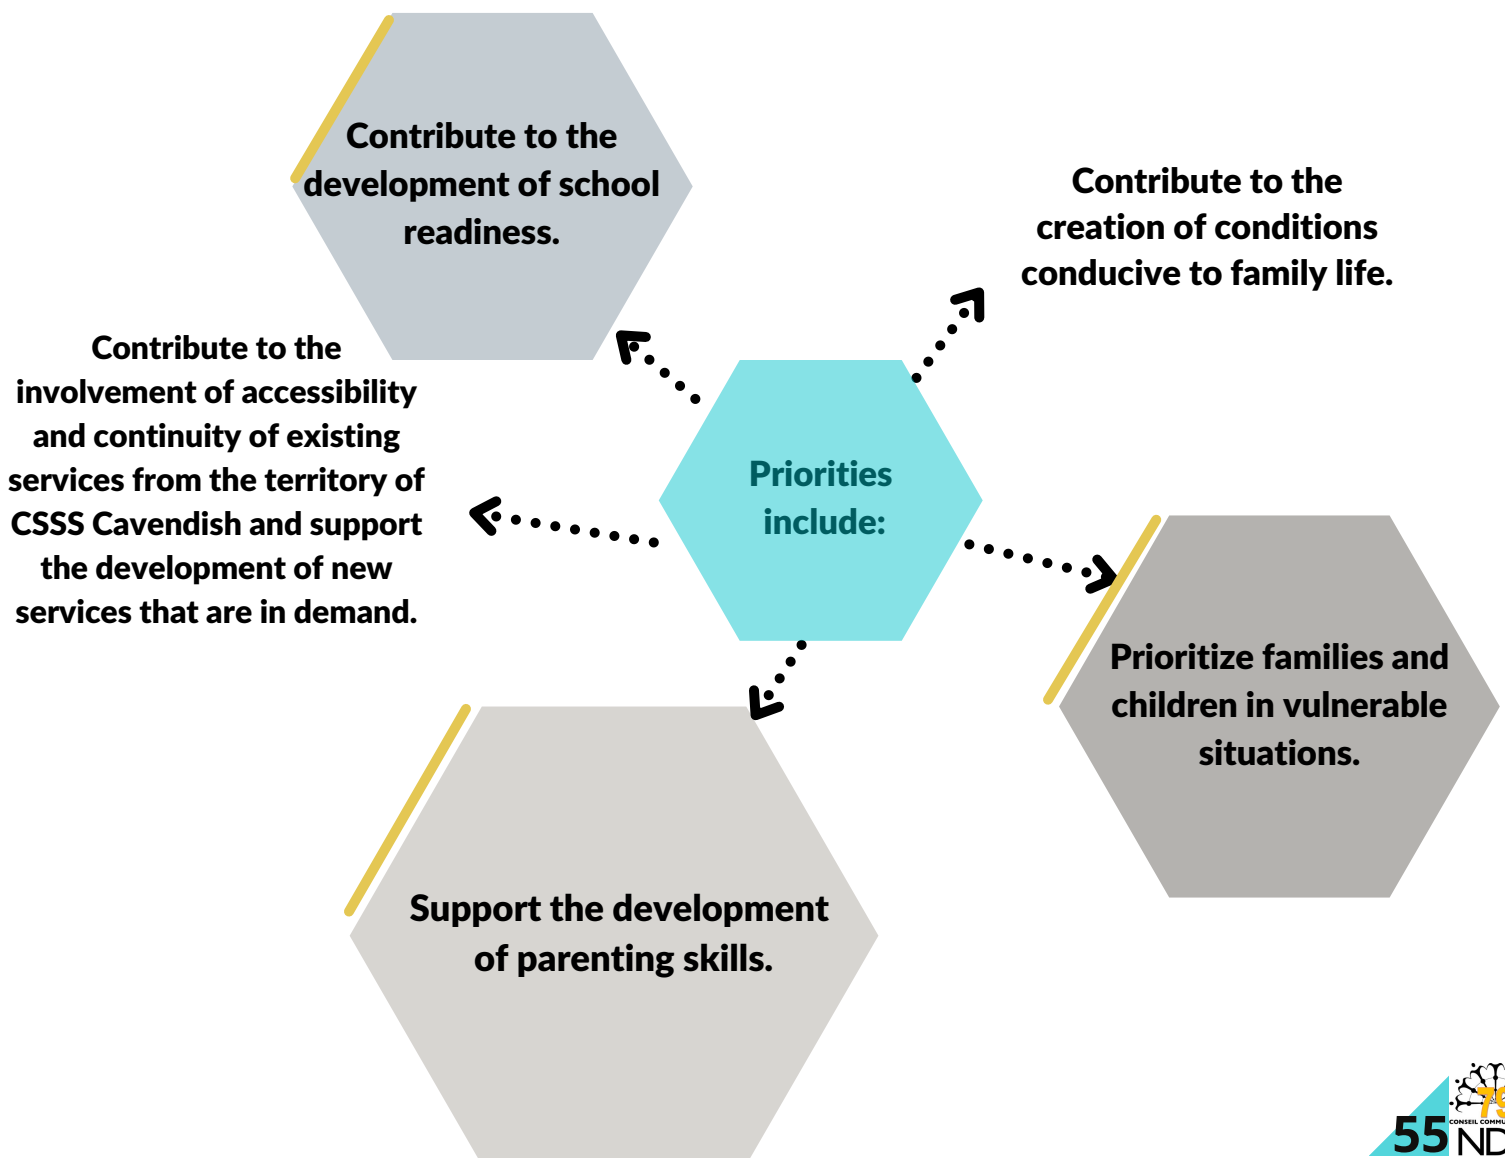 Contribute to the
development of school
readiness.
Contribute to the
creation of conditions
conducive to family life.
Contribute to the
involvement of accessibility
and continuity of existing
services from the territory of
CSSS Cavendish and support
the development of new
services that are in demand.
Priorities
include:
Prioritize families and
children in vulnerable
situations.
Support the development
of parenting skills.
55